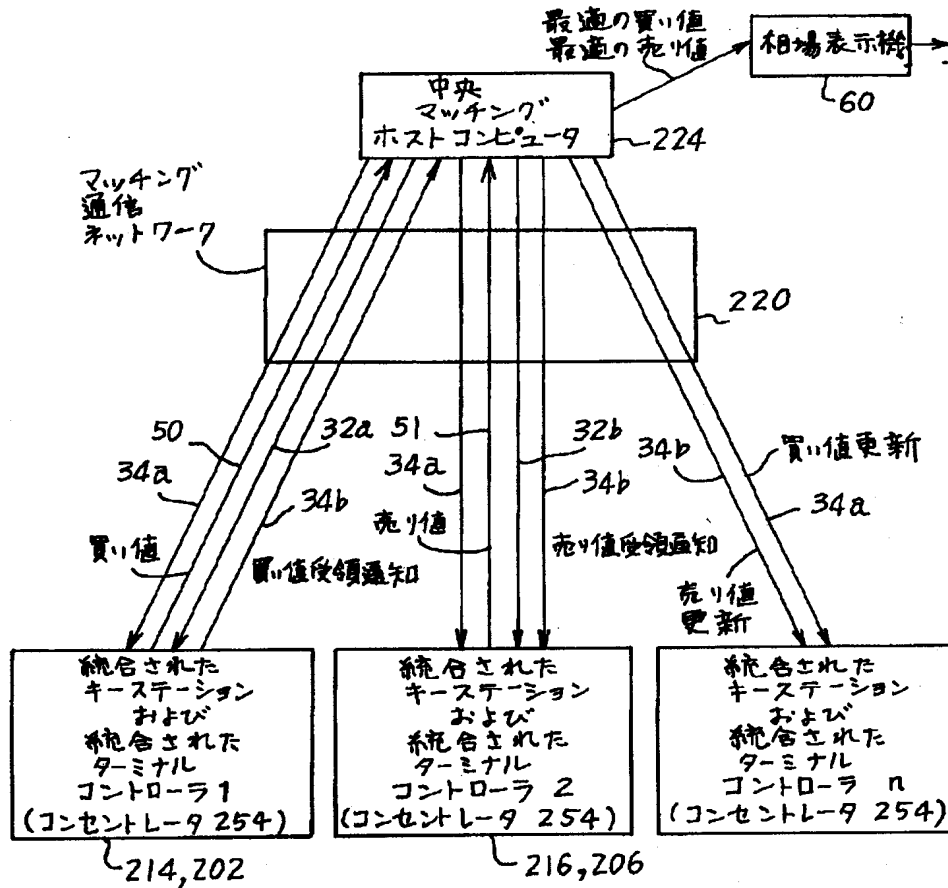 最適の買い値
最適の売り値
相場表示機
60
中央
マッチング
ホストコンピュータ
224
マッチング
通信
ネットワーク
220
50
34a
32a
34b
51
34a
32b
34b
34b
買い値更新
34a
買い値
買い値受領通知
売り値
売り値受領通知
売り値
更新
統合された
キーステーション
および
統合された
ターミナル
コントローラ 1
(コンセントレータ 254)
214,202
統合された
キーステーション
および
統合された
ターミナル
コントローラ 2
(コンセントレータ 254)
216,206
統合された
キーステーション
および
統合された
ターミナル
コントローラ n
(コンセントレータ 254)